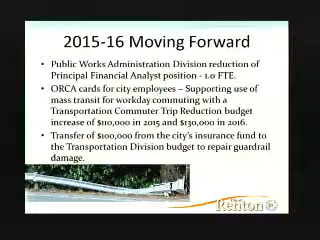 2015-16 Moving Forward
• Public Works Administration Division reduction of
Principal Financial Analyst position - 1.0 FTE.
• ORCA cards for city employees – Supporting use of
mass transit for workday commuting with a
Transportation Commuter Trip Reduction budget
increase of $110,000 in 2015 and $130,000 in 2016.
• Transfer of $100,000 from the city's insurance fund to
the Transportation Division budget to repair guardrail
damage.
Renton